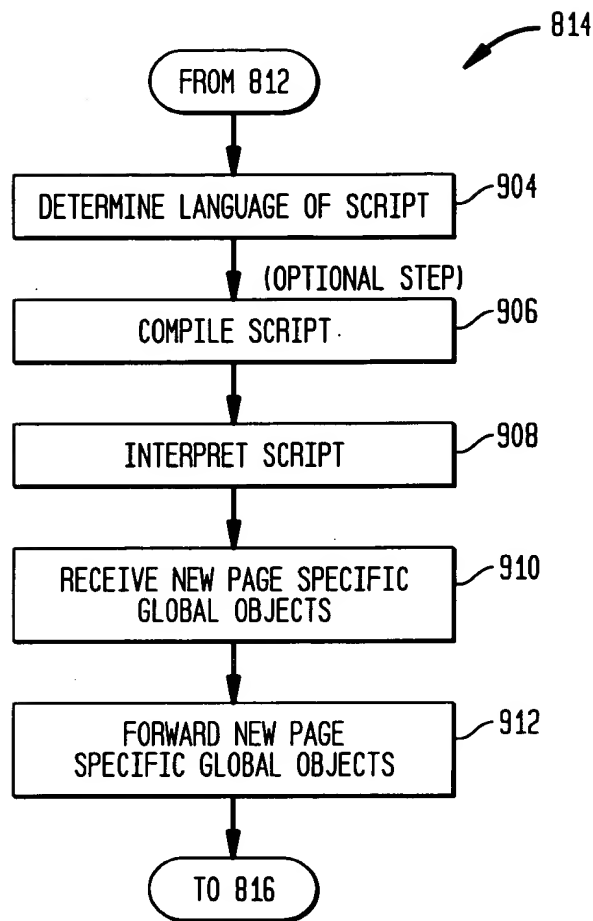 814
FROM 812
DETERMINE LANGUAGE OF SCRIPT
904
(OPTIONAL STEP)
COMPILE SCRIPT
906
INTERPRET SCRIPT
908
RECEIVE NEW PAGE SPECIFIC
GLOBAL OBJECTS
910
FORWARD NEW PAGE
SPECIFIC GLOBAL OBJECTS
912
TO 816